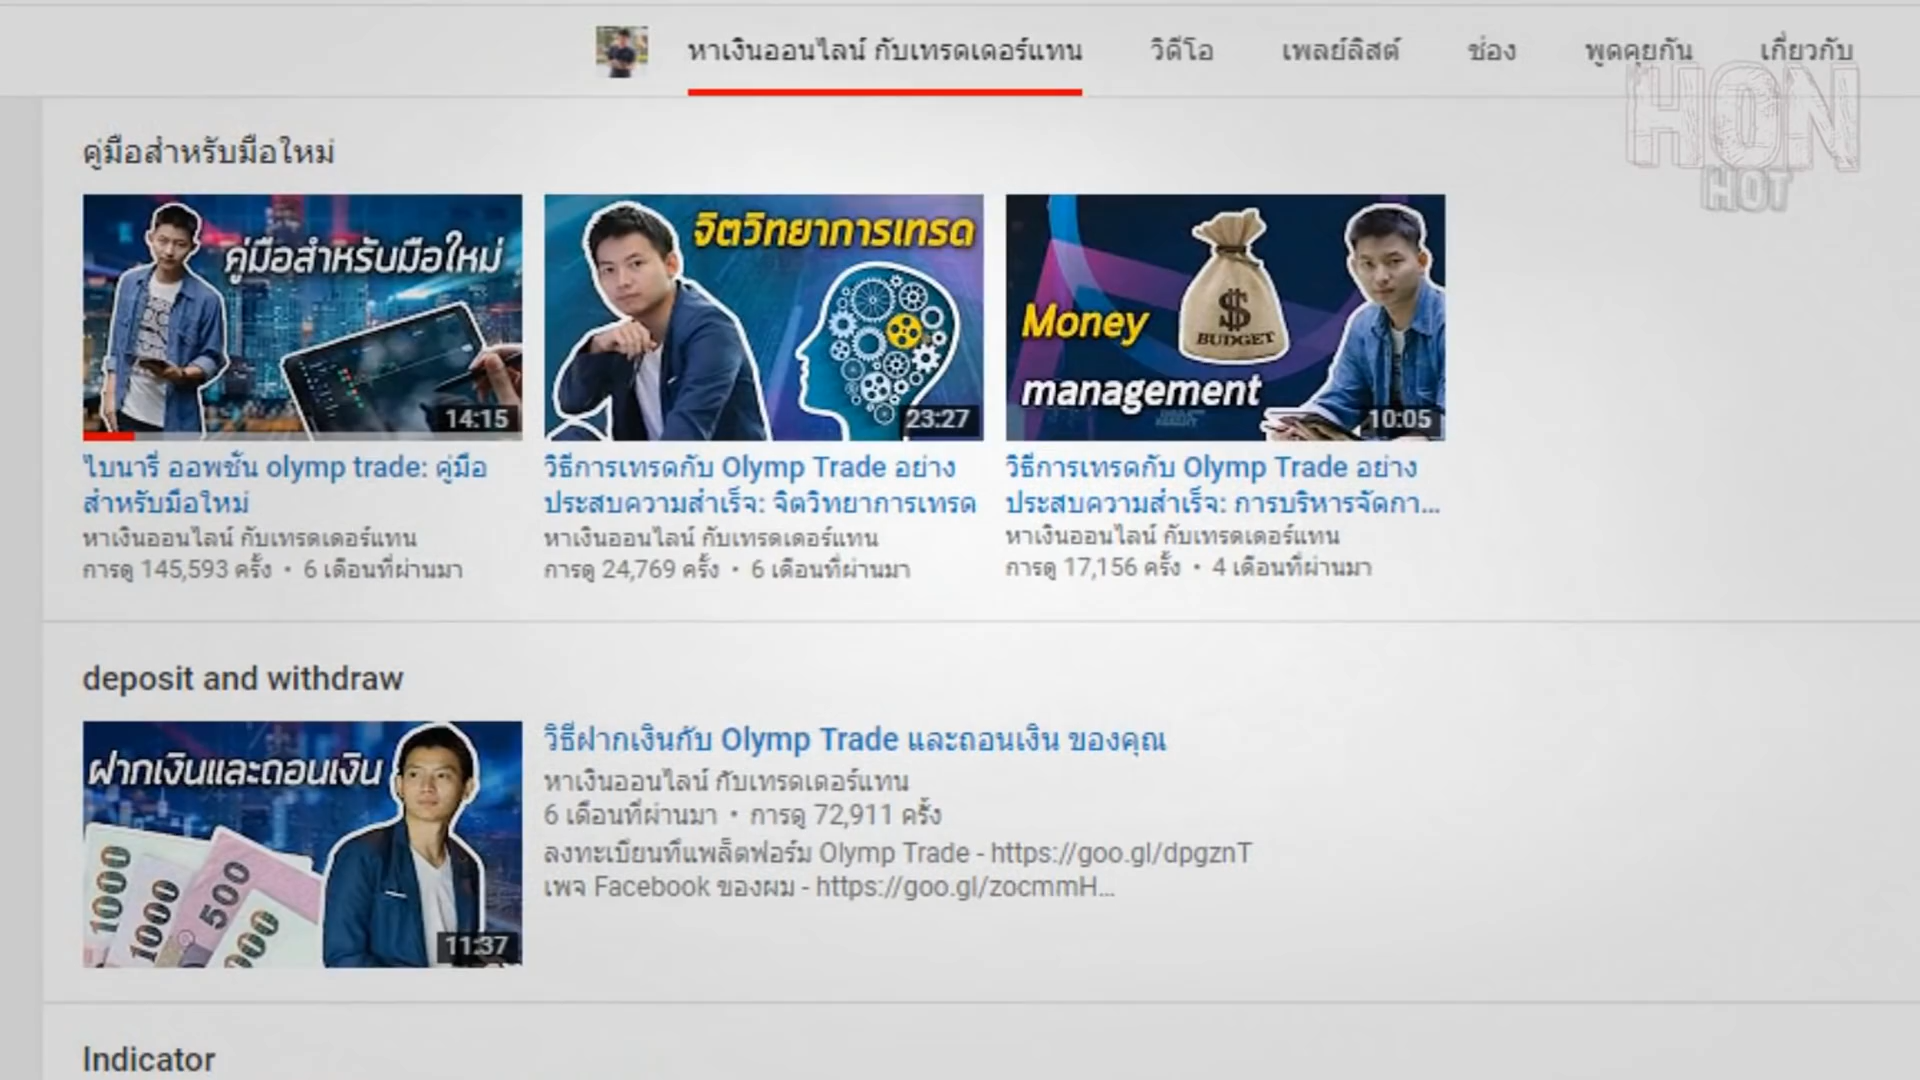 หาเงินออนไลน์ กับเทรดเดอร์แทน
วิดีโอ
เพลย์ลิสต์
ช่อง
พูดคุยกัน
เกี่ยวกับ
HON
HOT
คู่มือสำหรับมือใหม่
คู่มือสำหรับมือใหม่
14:15
จิตวิทยาการเทรด
23:27
Money
management
$
BUDGET
10:05
ไบนารี่ ออพชั่น olymp trade: คู่มือ
สำหรับมือใหม่
หาเงินออนไลน์ กับเทรดเดอร์แทน
การดู 145,593 ครั้ง • 6 เดือนที่ผ่านมา
วิธีการเทรดกับ Olymp Trade อย่าง
ประสบความสำเร็จ: จิตวิทยาการเทรด
หาเงินออนไลน์ กับเทรดเดอร์แทน
การดู 24,769 ครั้ง • 6 เดือนที่ผ่านมา
วิธีการเทรดกับ Olymp Trade อย่าง
ประสบความสำเร็จ: การบริหารจัดกา...
หาเงินออนไลน์ กับเทรดเดอร์แทน
การดู 17,156 ครั้ง • 4 เดือนที่ผ่านมา
deposit and withdraw
ฝากเงินและถอนเงิน
1000
1000
500
000
11:37
วิธีฝากเงินกับ Olymp Trade และถอนเงิน ของคุณ
หาเงินออนไลน์ กับเทรดเดอร์แทน
6 เดือนที่ผ่านมา • การดู 72,911 ครั้ง
ลงทะเบียนที่แพล็ตฟอร์ม Olymp Trade - https://goo.gl/dpgznT
เพจ Facebook ของผม - https://goo.gl/zocmmH...
Indicator